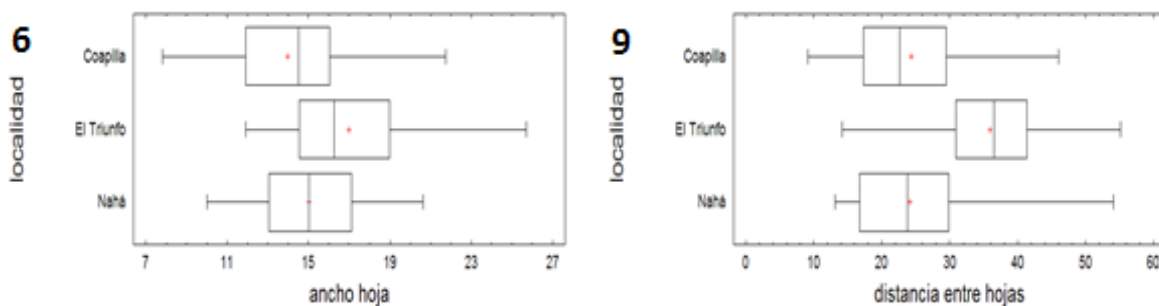 6
localidad
Coapilla
El Triunfo
Nahá
7 11 15 19 23 27
ancho hoja
9
localidad
Coapilla
El Triunfo
Nahá
0 10 20 30 40 50 60
distancia entre hojas